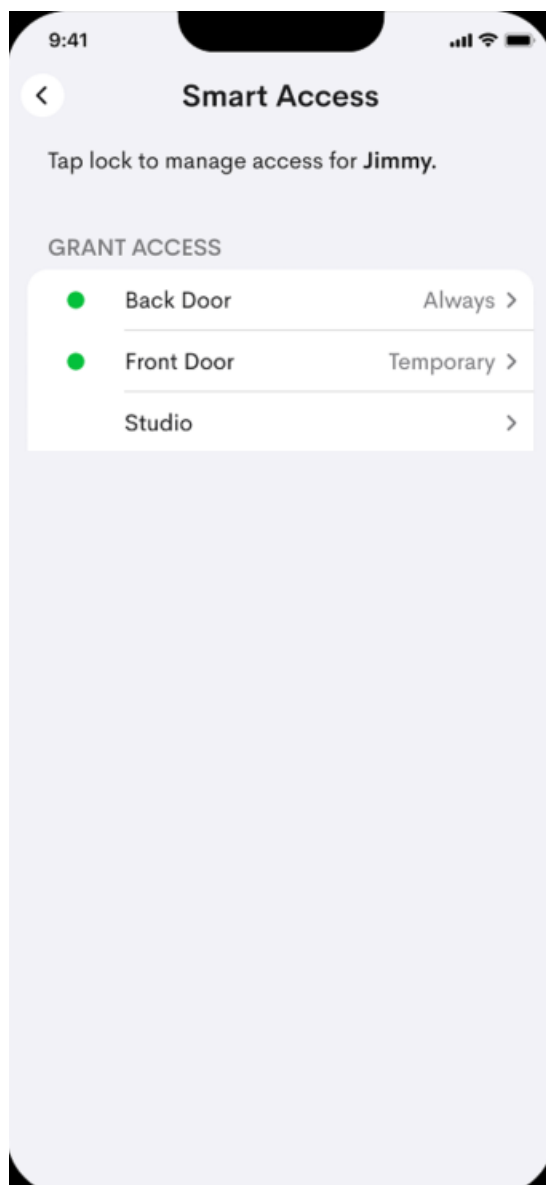 9:41
Smart Access
Tap lock to manage access for Jimmy.
GRANT ACCESS
Back Door Always
Front Door Temporary
Studio